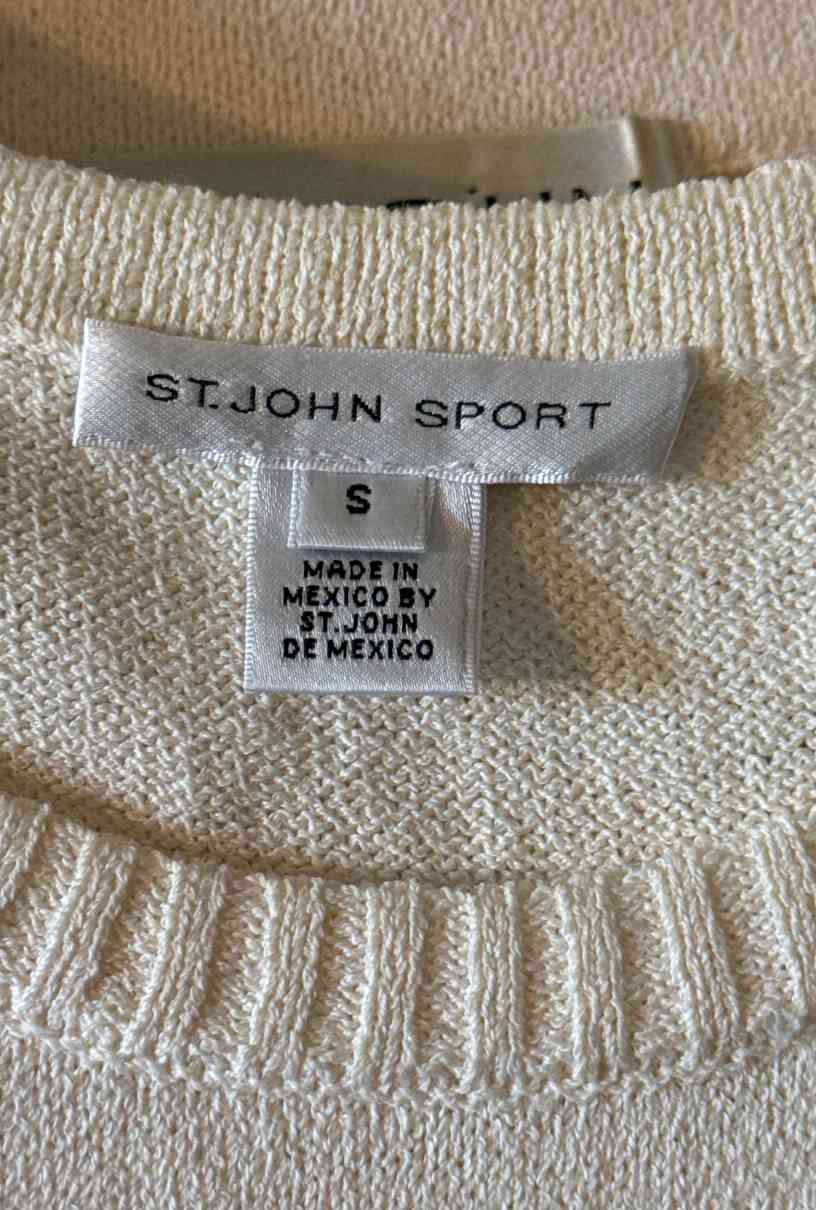 ST. JOHN SPORT
S
MADE IN
MEXICO BY
ST. JOHN
DE MEXICO